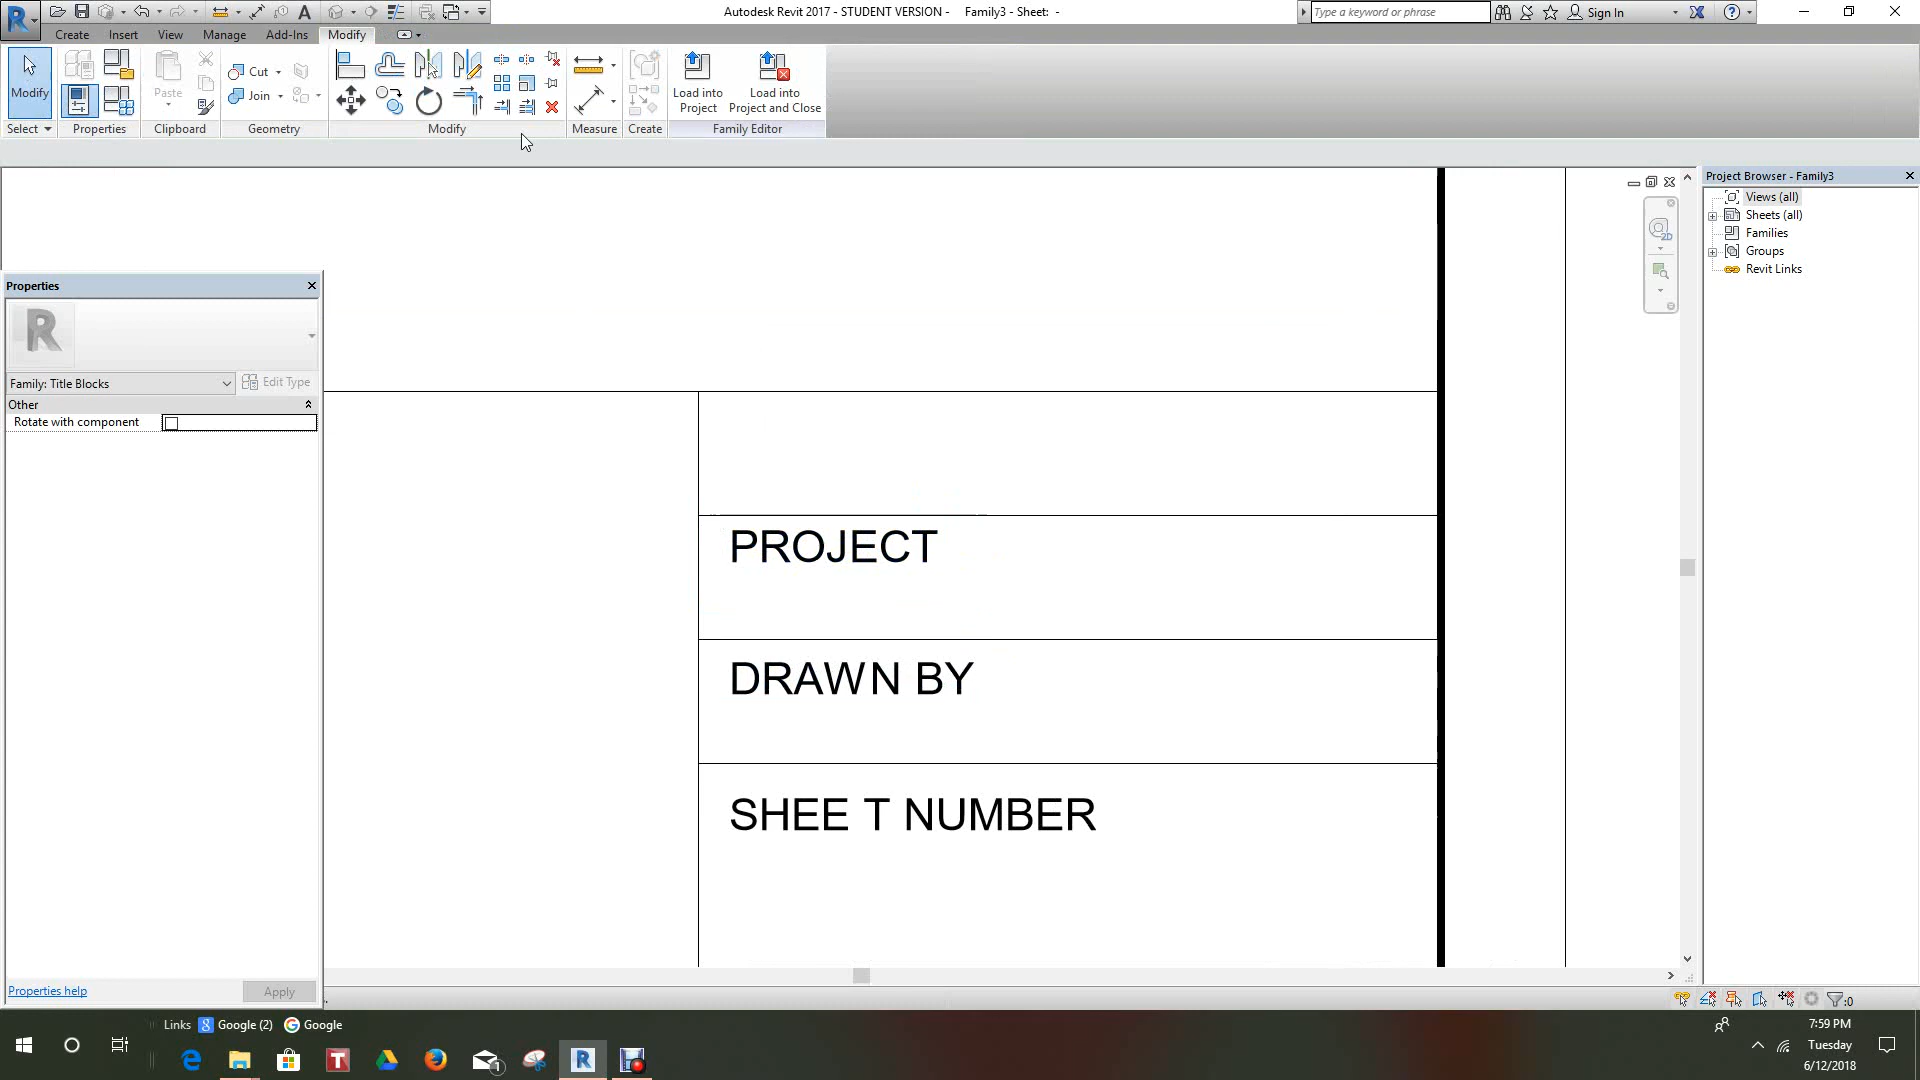 Autodesk Revit 2017 - STUDENT VERSION - Family3 - Sheet: -
Type a keyword or phrase
Sign In
Create Insert View Manage Add-Ins Modify
Modify
Select
Properties
Paste
Clipboard
Cut
Join
Geometry
Modify
Measure
Create
Load into Project
Load into Project and Close
Family Editor
Properties
R
Family: Title Blocks
Edit Type
Other
Rotate with component
Properties help
Apply
2D
PROJECT
DRAWN BY
SHEE T NUMBER
Project Browser - Family3
Views (all)
Sheets (all)
Families
Groups
Revit Links
:0
Links Google (2) Google
1
7:59 PM
Tuesday
6/12/2018